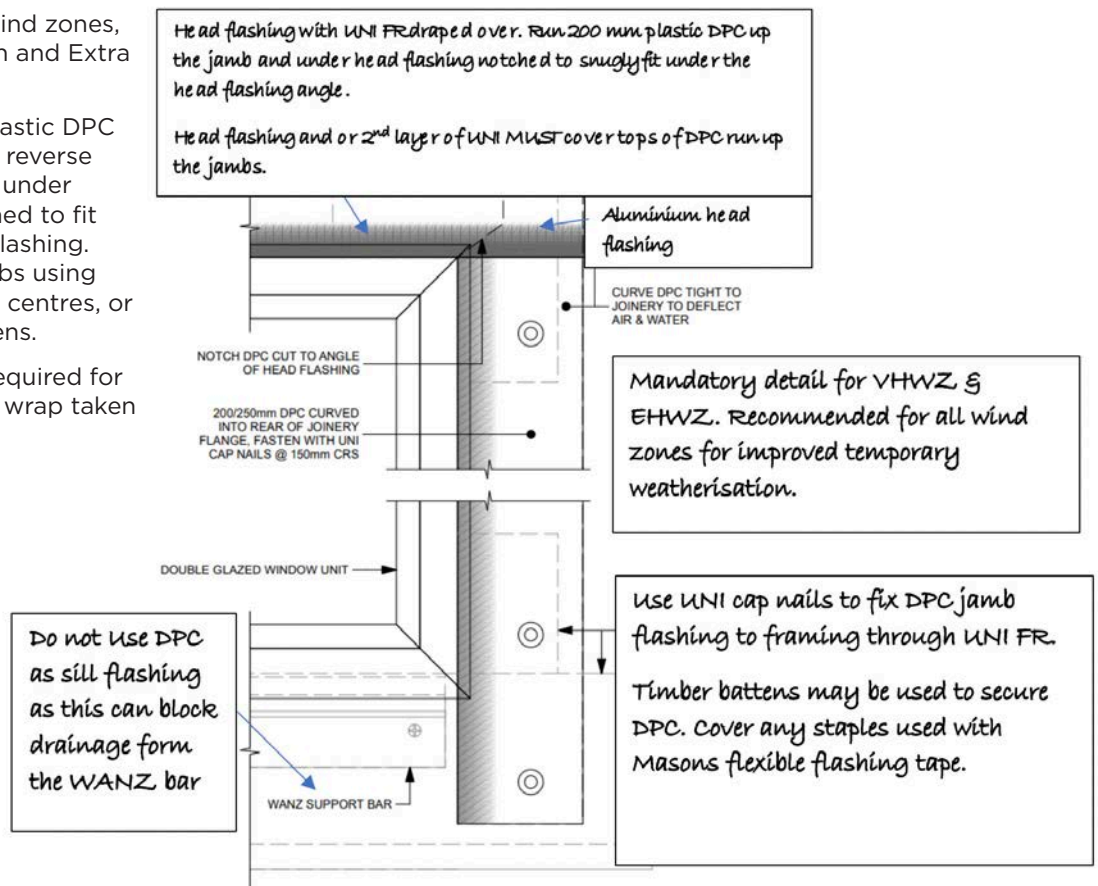 ind zones,
n and Extra
astic DPC
reverse
under
ned to fit
lashing.
bs using
centres, or
ens.
equired for
wrap taken
Head flashing with UNI FRdraped over. Run 200 mm plastic DPC up
the jamb and under head flashing notched to snugly fit under the
head flashing angle.
Head flashing and or 2nd layer of UNI MUST cover tops of DPC run up
the jambs.
Aluminium head
flashing
CURVE DPC TIGHT TO
JOINERY TO DEFLECT
AIR & WATER
NOTCH DPC CUT TO ANGLE
OF HEAD FLASHING
200/250mm DPC CURVED
INTO REAR OF JOINERY
FLANGE, FASTEN WITH UNI
CAP NAILS @ 150mm CRS
Mandatory detail for VHWZ &
EHWZ. Recommended for all wind
zones for improved temporary
weatherisation.
DOUBLE GLAZED WINDOW UNIT
Use UNI cap nails to fix DPC jamb
flashing to framing through UNI FR.
Timber battens may be used to secure
DPC. Cover any staples used with
Masons flexible flashing tape.
Do not use DPC
as sill flashing
as this can block
drainage form
the WANZ bar
WANZ SUPPORT BAR